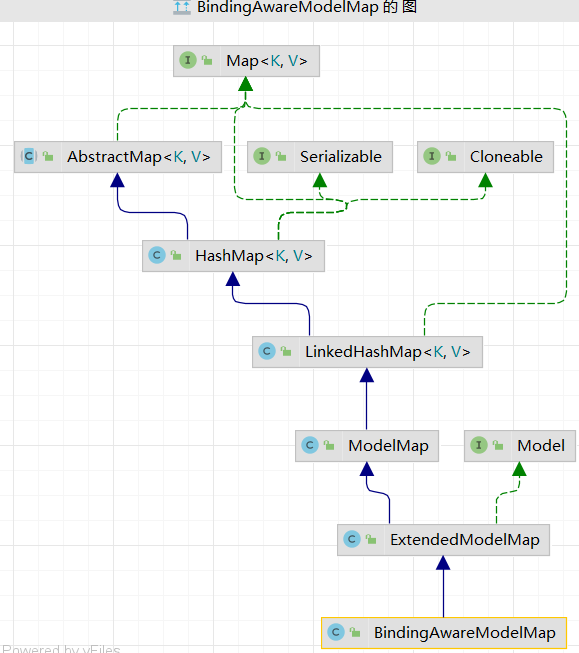 BindingAwareModelMap 的图
I Map<K, V>
C AbstractMap<K, V>
I Serializable
I Cloneable
C HashMap<K, V>
C LinkedHashMap<K, V>
C ModelMap
I Model
C ExtendedModelMap
C BindingAwareModelMap
Powered by yFiles